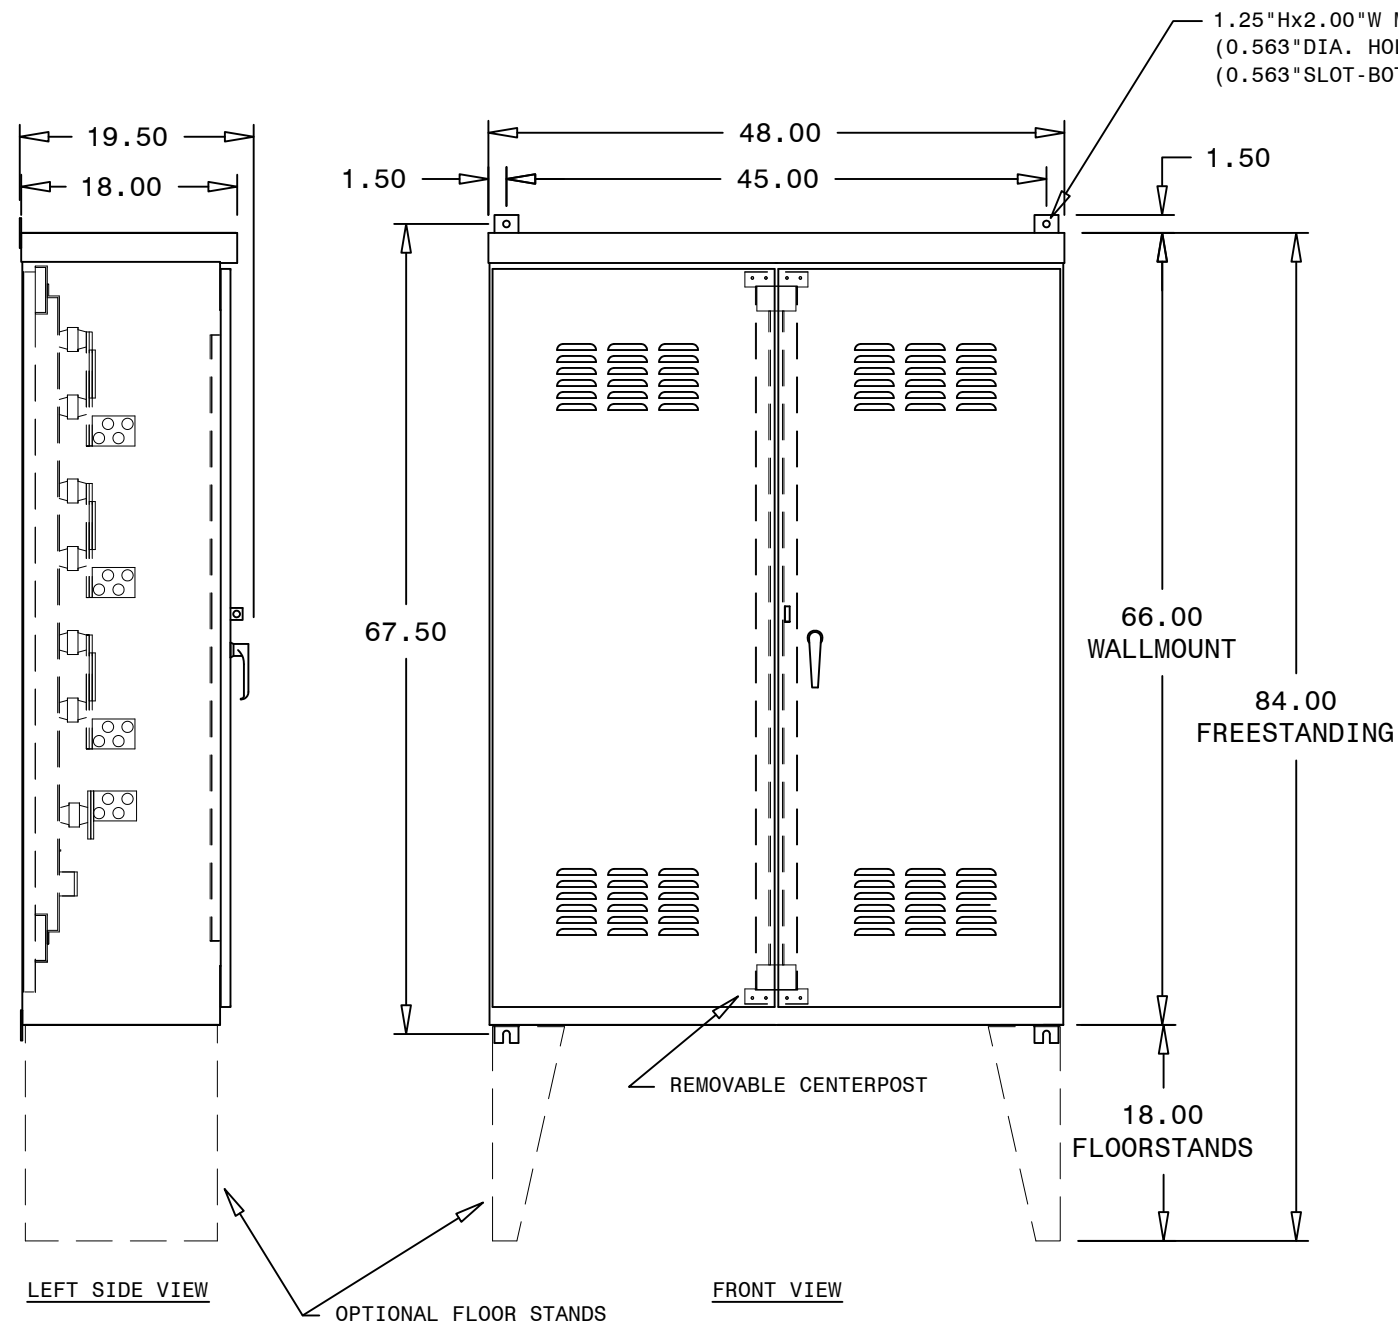 1.25"Hx2.00"W
(0.563"DIA.
(0.563"SLOT-
19.50
48.00
1.50
18.00
1.50
45.00
67.50
66.00
WALLMOUNT
84.00
FREESTANDING
REMOVABLE CENTERPOST
18.00
FLOORSTANDS
LEFT SIDE VIEW
FRONT VIEW
OPTIONAL FLOOR STANDS